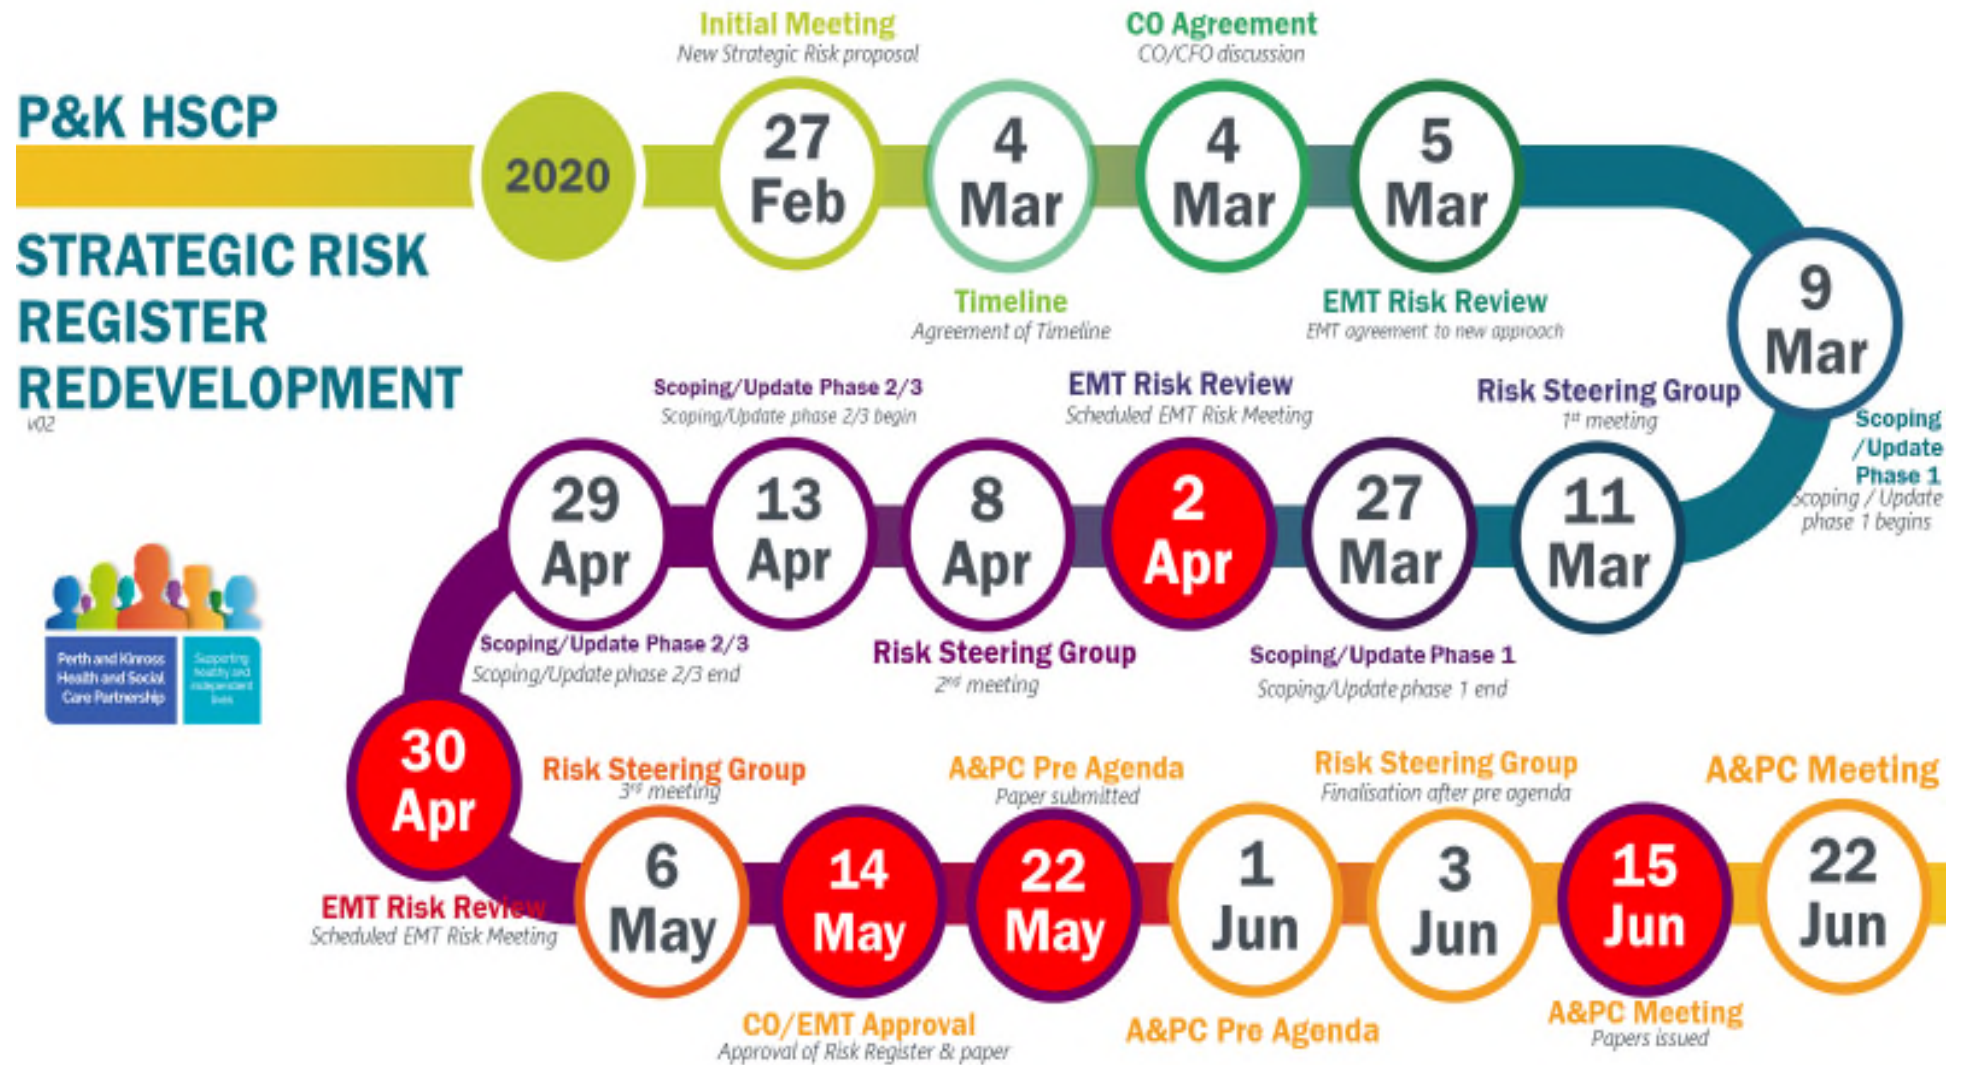 P&K HSCP
STRATEGIC RISK
REGISTER
REDEVELOPMENT
v02
2020
Initial Meeting
New Strategic Risk proposal
27
Feb
4
Mar
Timeline
Agreement of Timeline
CO Agreement
CO/CFO discussion
4
Mar
5
Mar
EMT Risk Review
EMT agreement to new approach
9
Mar
Scoping
/Update
Phase 1
Scoping / Update
phase 1 begins
Risk Steering Group
1st meeting
11
Mar
27
Mar
Scoping/Update Phase 1
Scoping/Update phase 1 end
EMT Risk Review
Scheduled EMT Risk Meeting
2
Apr
8
Apr
Risk Steering Group
2nd meeting
Scoping/Update Phase 2/3
Scoping/Update phase 2/3 begin
13
Apr
29
Apr
Scoping/Update Phase 2/3
Scoping/Update phase 2/3 end
30
Apr
EMT Risk Review
Scheduled EMT Risk Meeting
Risk Steering Group
3rd meeting
6
May
14
May
CO/EMT Approval
Approval of Risk Register & paper
A&PC Pre Agenda
Paper submitted
22
May
1
Jun
A&PC Pre Agenda
Risk Steering Group
Finalisation after pre agenda
3
Jun
15
Jun
A&PC Meeting
Papers issued
A&PC Meeting
22
Jun
Perth and Kinross
Health and Social
Care Partnership
Supporting
healthy and
independent
lives